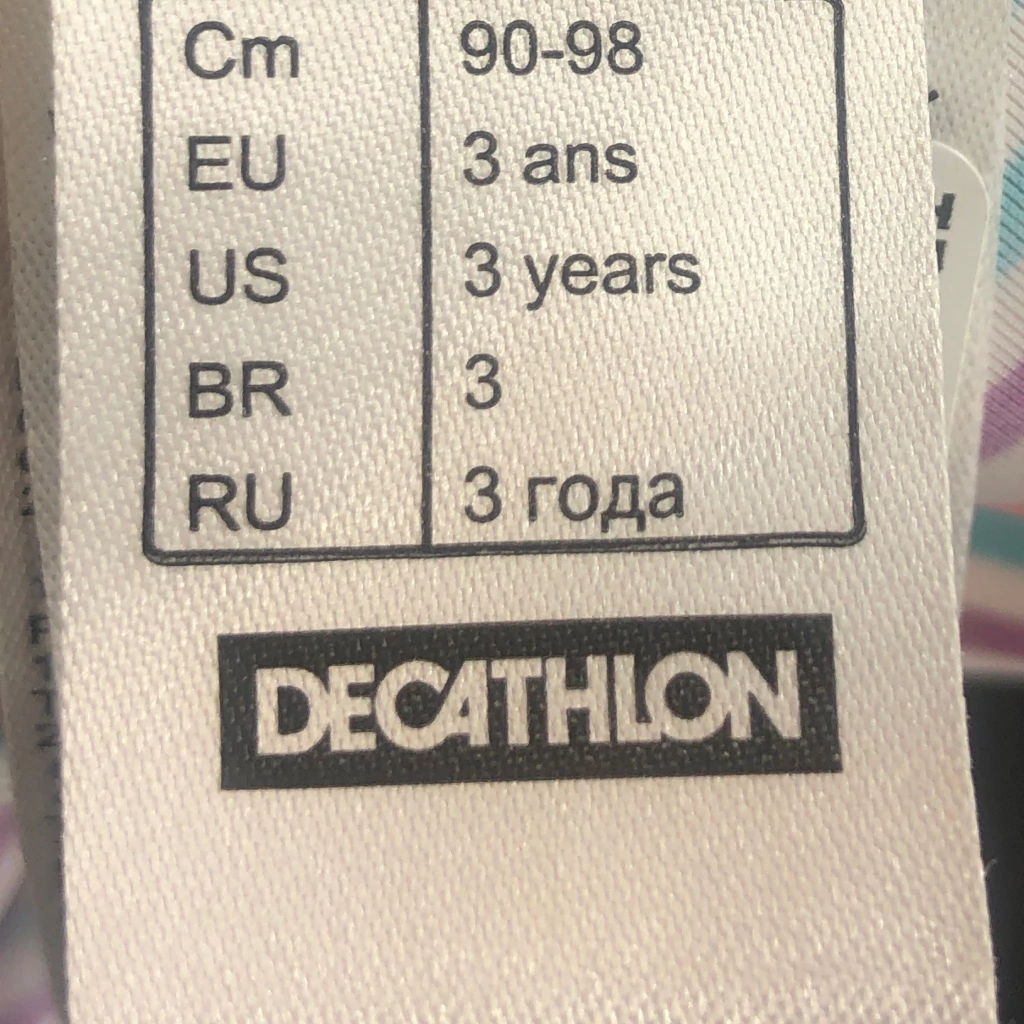 Cm 90-98
EU 3 ans
US 3 years
BR 3
RU 3 года
DECATHLON